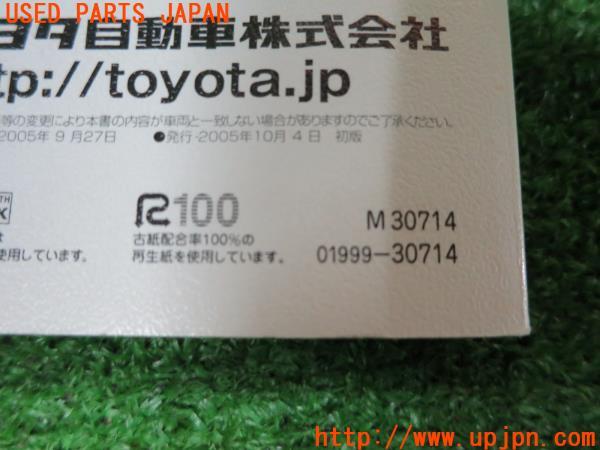 USED PARTS JAPAN
ヨタ自動車株式会社
tp://toyota.jp
等の変更により本書の内容が車両と一致しない場合がありますのでご了承ください。
2005年 9月27日 ●発行-2005年10月 4日 初版
R100
M 30714
古紙配合率100%の
再生紙を使用しています。
使用しています。
01999-30714
http://www.upjpn.com/